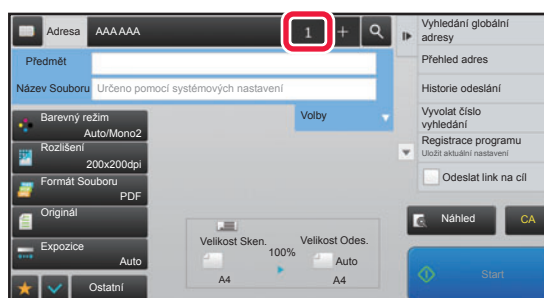 Adresa AAA AAA 1 +
Předmět
Název Souboru Určeno pomocí systémových nastavení
Barevný režim
Auto/Mono2
Rozlišení
200x200dpi
Formát Souboru
PDF
Originál
Expozice
Auto
Ostatní
Volby
Velikost Sken.
100%
Velikost Odes.
A4
Auto
A4
Vyhledání globální
adresy
Přehled adres
Historie odeslání
Vyvolat číslo
vyhledání
Registrace programu
Uložit aktuální nastavení
Odeslat link na cíl
Náhled
CA
Start